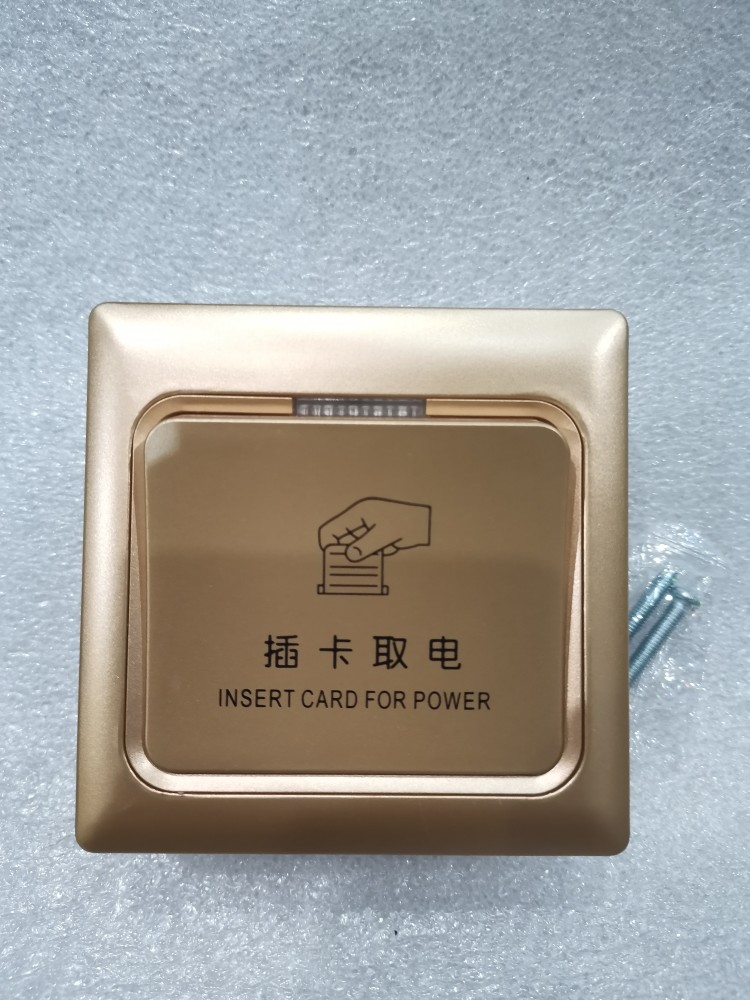 插卡取电
INSERT CARD FOR POWER